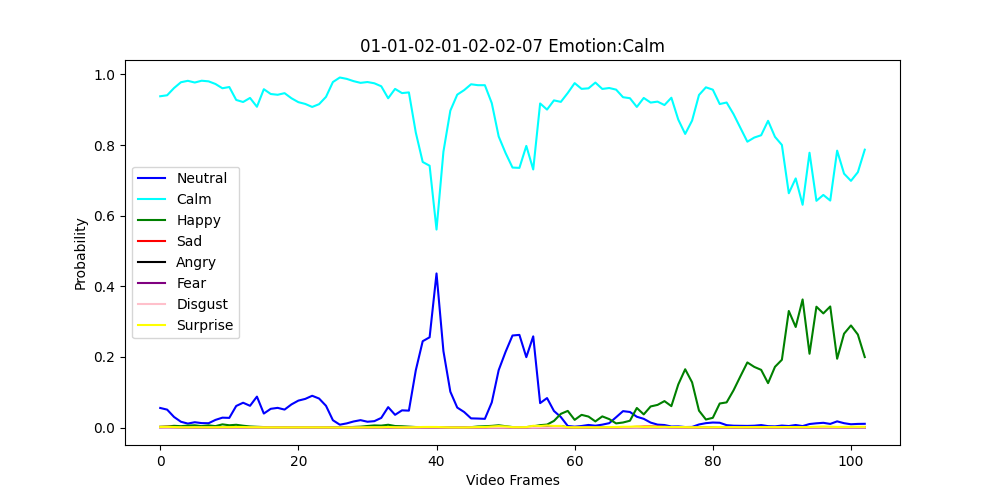 01-01-02-01-02-02-07 Emotion:Calm
1.0
0.8
0.6
0.4
0.2
0.0
Probability
Neutral
Calm
Happy
Sad
Angry
Fear
Disgust
Surprise
0 20 40 60 80 100
Video Frames